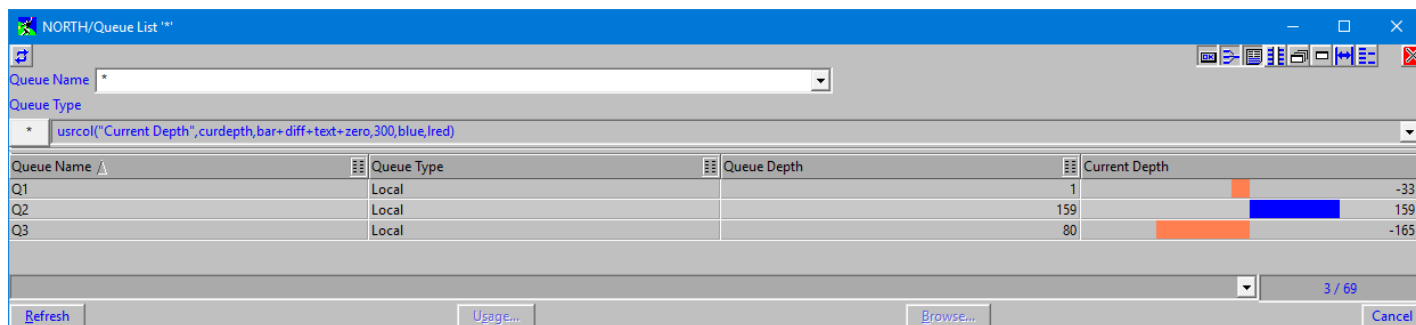 NORTH/Queue List '*'
Queue Name *
Queue Type
* usrcol("Current Depth",curdepth,bar+diff+text+zero,300,blue,lred)
Queue Name Queue Type Queue Depth Current Depth
Q1 Local 1 -33
Q2 Local 159 159
Q3 Local 80 -165
3 / 69
Refresh Usage... Browse... Cancel